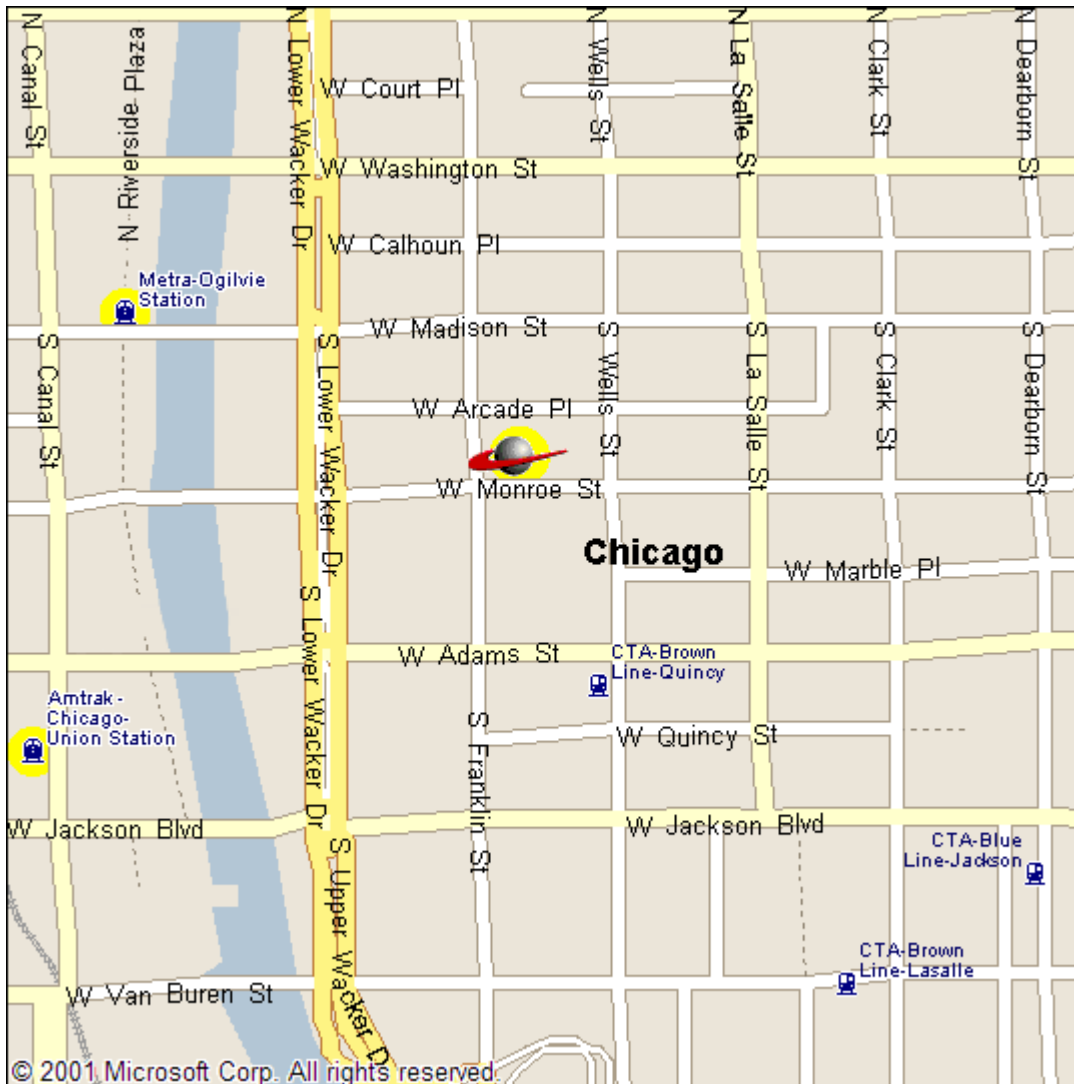 N Canal St
N Riverside Plaza
N Lower Wacker Dr
N Wells St
N La Salle St
N Clark St
N Dearborn St
W Court Pl
W Washington St
W Calhoun Pl
Metra-Ogilvie
Station
W Madison St
S Canal St
S Lower Wacker Dr
S Wells St
S La Salle St
S Clark St
S Dearborn St
W Arcade Pl
W Monroe St
Chicago
W Marble Pl
S Lower Wacker Dr
W Adams St
CTA-Brown
Line-Quincy
Amtrak-
Chicago-
Union Station
S Franklin St
W Quincy St
W Jackson Blvd
W Jackson Blvd
S Upper Wacker D
CTA-Blue
Line-Jackson
CTA-Brown
Line-Lasalle
W Van Buren St
© 2001 Microsoft Corp. All rights reserved.